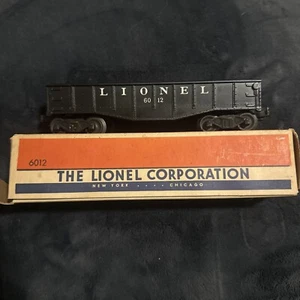 LIONEL
6012
6012
THE LIONEL CORPORATION
NEW YORK .... CHICAGO